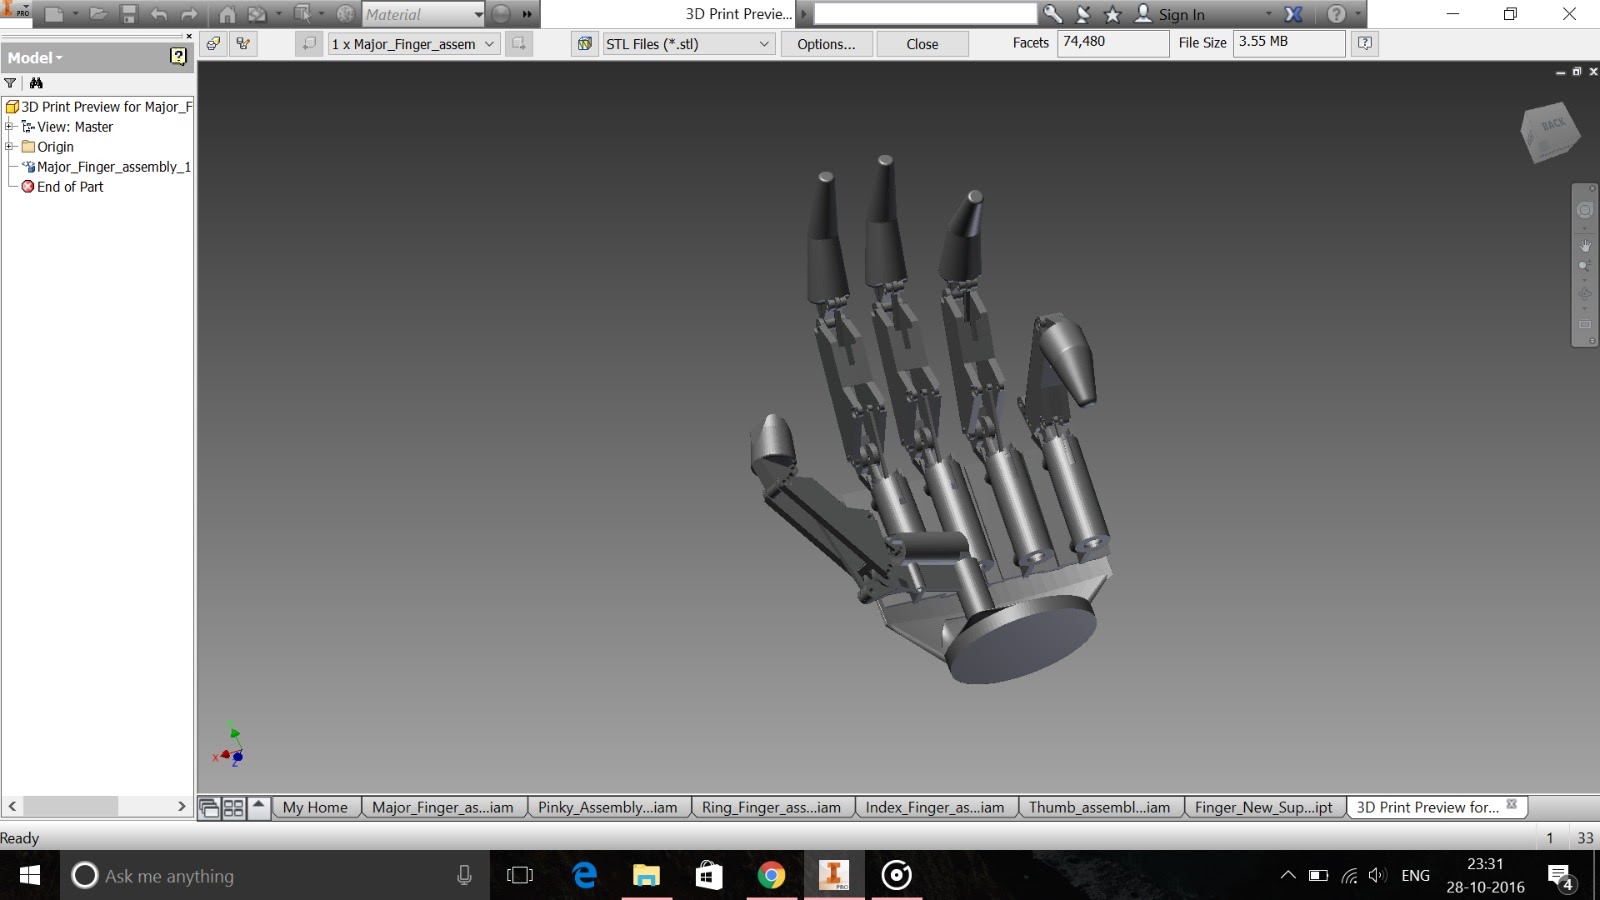 PRO
Material
3D Print Previe...
Sign In
Model
1 x Major_Finger_assem
STL Files (*.stl)
Options...
Close
Facets
74,480
File Size
3.55 MB
3D Print Preview for Major_F
View: Master
Origin
Major_Finger_assembly_1
End of Part
BACK
X
Z
My Home
Major_Finger_as...iam
Pinky_Assembly...iam
Ring_Finger_ass...iam
Index_Finger_as...iam
Thumb_assembl...iam
Finger_New_Sup...ipt
3D Print Preview for...
Ready
1 33
Ask me anything
PRO
ENG
23:31
28-10-2016
4